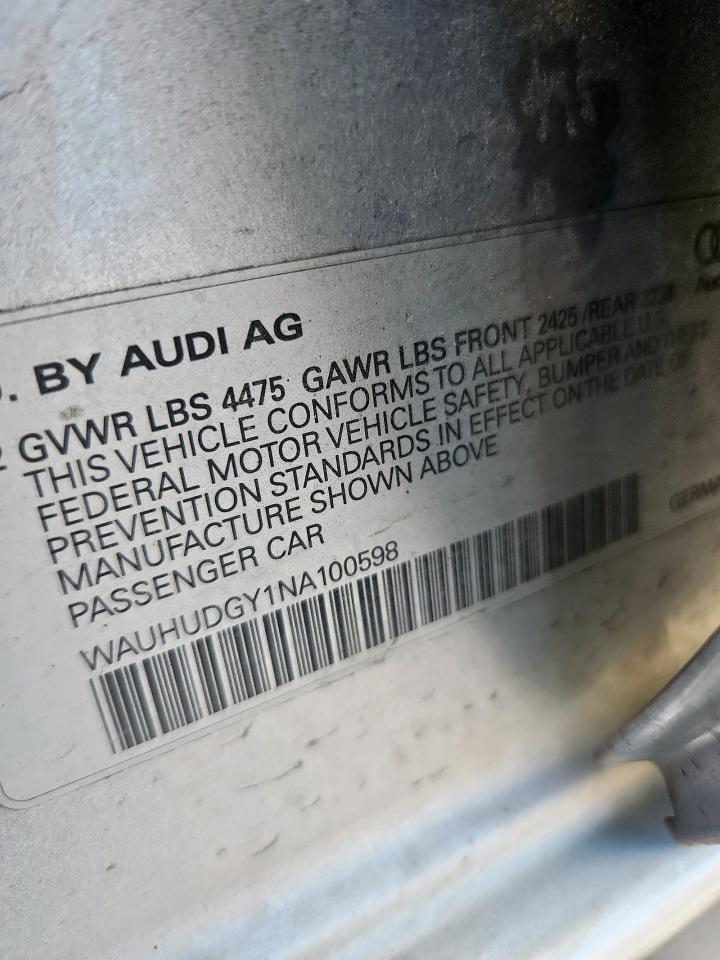 . BY AUDI AG
GVWR LBS 4475 GAWR LBS FRONT 2425 /REAR
THIS VEHICLE CONFORMS TO ALL APPLICABLE U.S.
FEDERAL MOTOR VEHICLE SAFETY, BUMPER AND THEFT
PREVENTION STANDARDS IN EFFECT ON THE DATE OF
MANUFACTURE SHOWN ABOVE
PASSENGER CAR
WAUHUDGY1NA100598